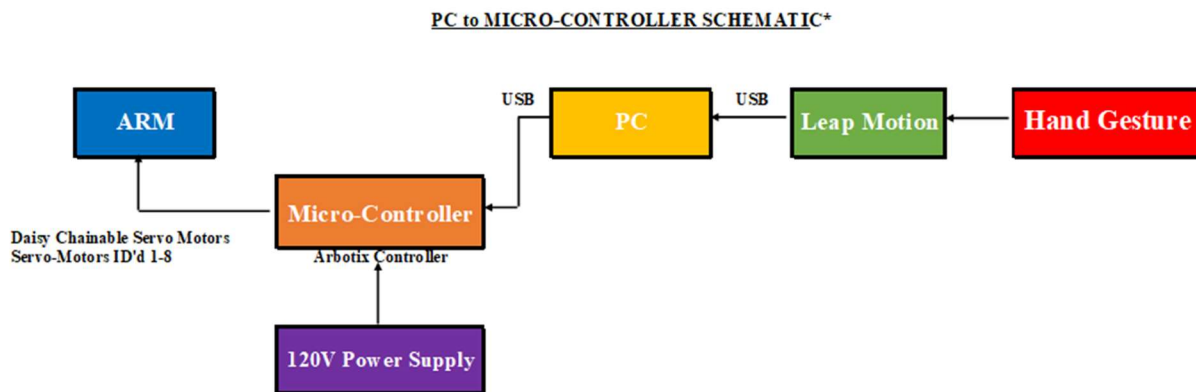 PC to MICRO-CONTROLLER SCHEMATIC*
USB
USB
ARM
PC
Leap Motion
Hand Gesture
Micro-Controller
Daisy Chainable Servo Motors
Servo-Motors ID'd 1-8
Arbotix Controller
120V Power Supply